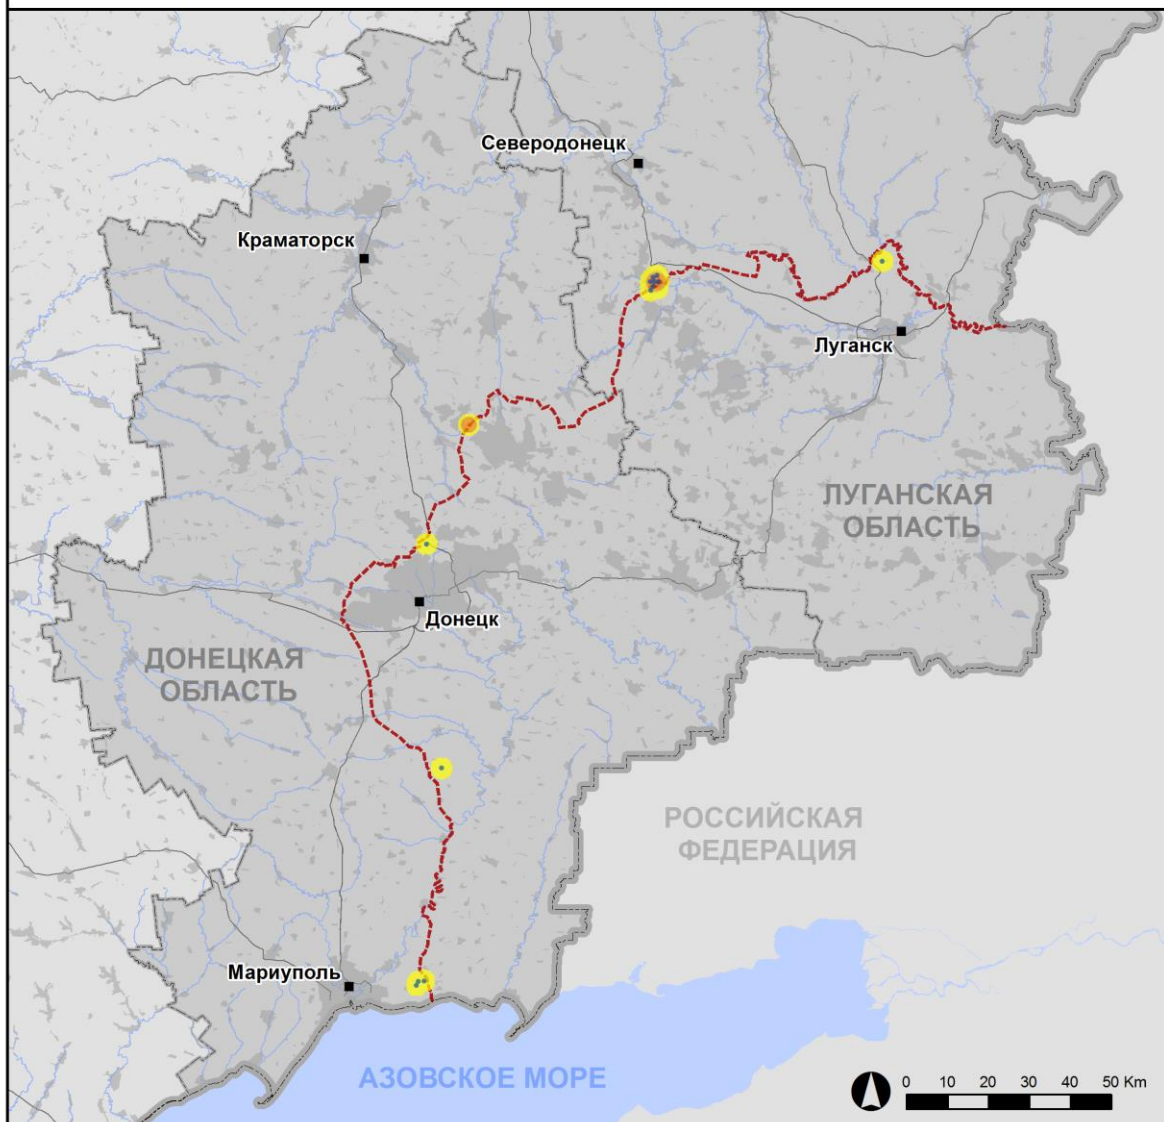 Северодонецк
Краматорск
Луганск
ЛУГАНСКАЯ
ОБЛАСТЬ
Донецк
ДОНЕЦКАЯ
ОБЛАСТЬ
РОССИЙСКАЯ
ФЕДЕРАЦИЯ
Мариуполь
АЗОВСКОЕ МОРЕ
0 10 20 30 40 50 Km